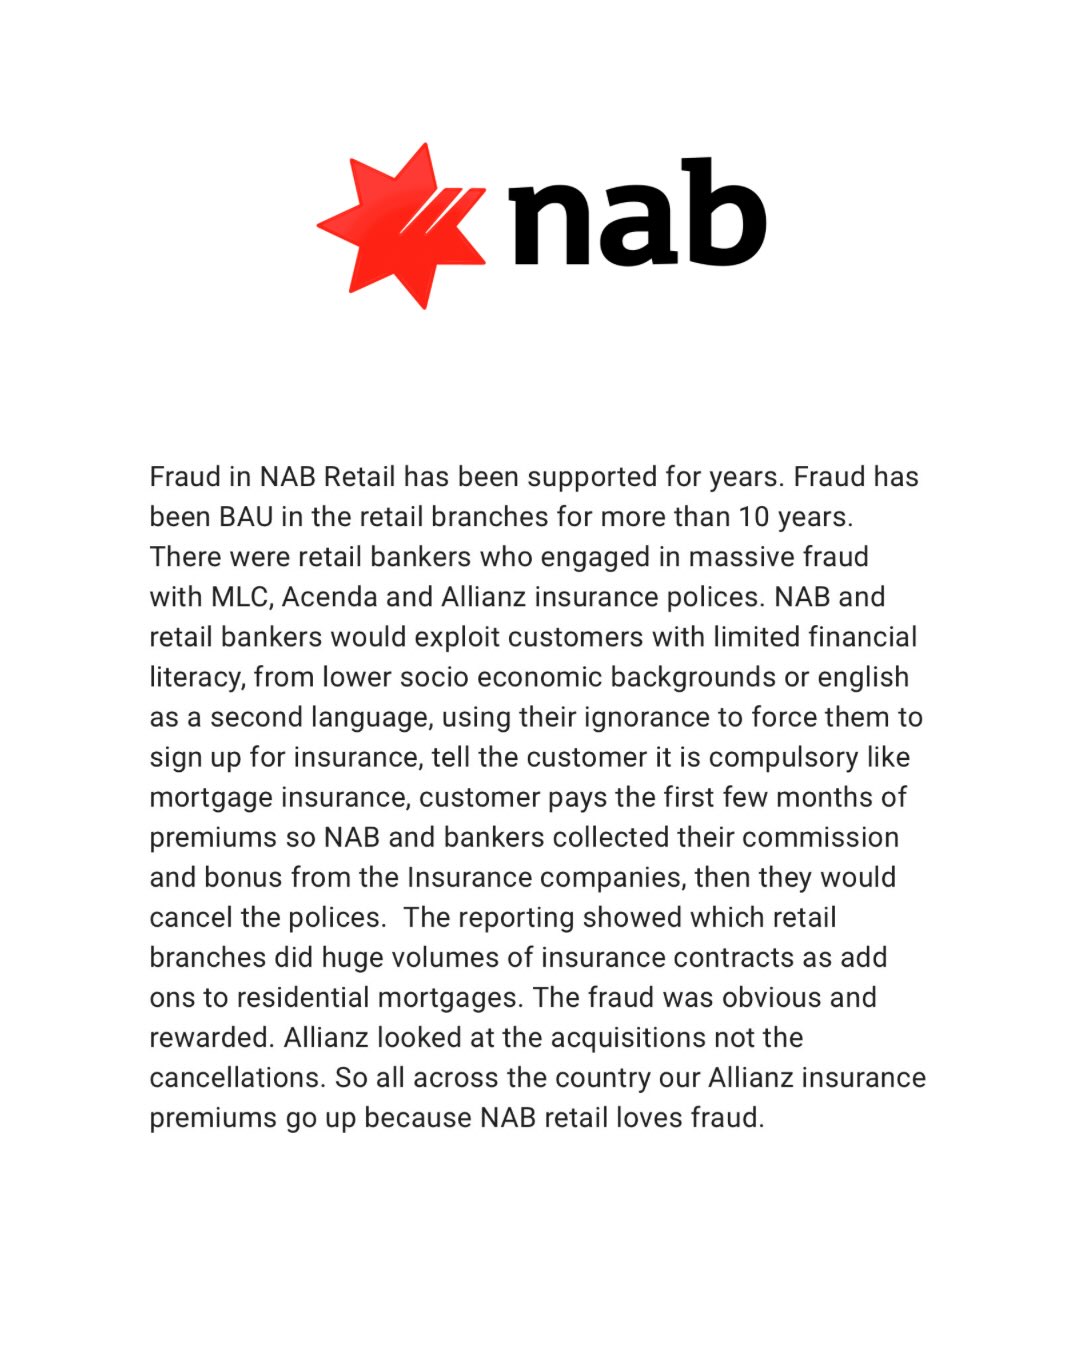 nab
Fraud in NAB Retail has been supported for years. Fraud has
been BAU in the retail branches for more than 10 years.
There were retail bankers who engaged in massive fraud
with MLC, Acenda and Allianz insurance polices. NAB and
retail bankers would exploit customers with limited financial
literacy, from lower socio economic backgrounds or english
as a second language, using their ignorance to force them to
sign up for insurance, tell the customer it is compulsory like
mortgage insurance, customer pays the first few months of
premiums so NAB and bankers collected their commission
and bonus from the Insurance companies, then they would
cancel the polices.  The reporting showed which retail
branches did huge volumes of insurance contracts as add
ons to residential mortgages. The fraud was obvious and
rewarded. Allianz looked at the acquisitions not the
cancellations. So all across the country our Allianz insurance
premiums go up because NAB retail loves fraud.